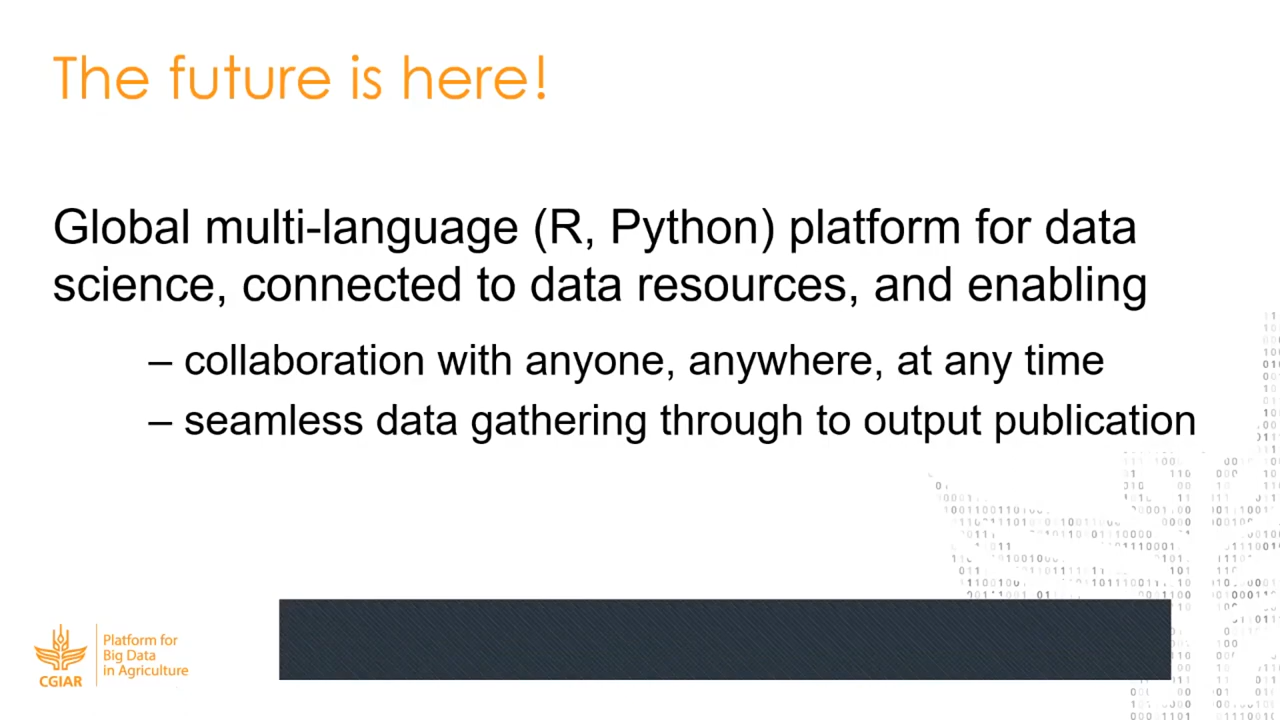 The future is here!
Global multi-language (R, Python) platform for data
science, connected to data resources, and enabling
– collaboration with anyone, anywhere, at any time
– seamless data gathering through to output publication
CGIAR
Platform for
Big Data
in Agriculture